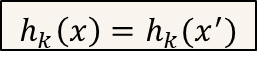 h_k(x) = h_k(x′)